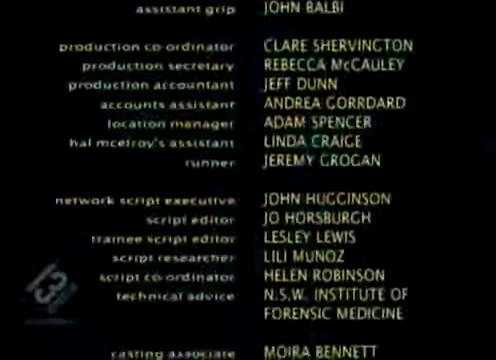 assistant grip JOHN BALBI
production co-ordinator CLARE SHERVINGTON
production secretary REBECCA McCAULEY
production accountant JEFF DUNN
accounts assistant ANDREA GORRDARD
location manager ADAM SPENCER
hal mcelroy's assistant LINDA CRAIGE
runner JEREMY GROGAN
network script executive JOHN HUGGINSON
script editor JO HORSBURGH
trainee script editor LESLEY LEWIS
script researcher LILI MUNOZ
script co-ordinator HELEN ROBINSON
technical advice N.S.W. INSTITUTE OF
FORENSIC MEDICINE
casting associate MOIRA BENNETT